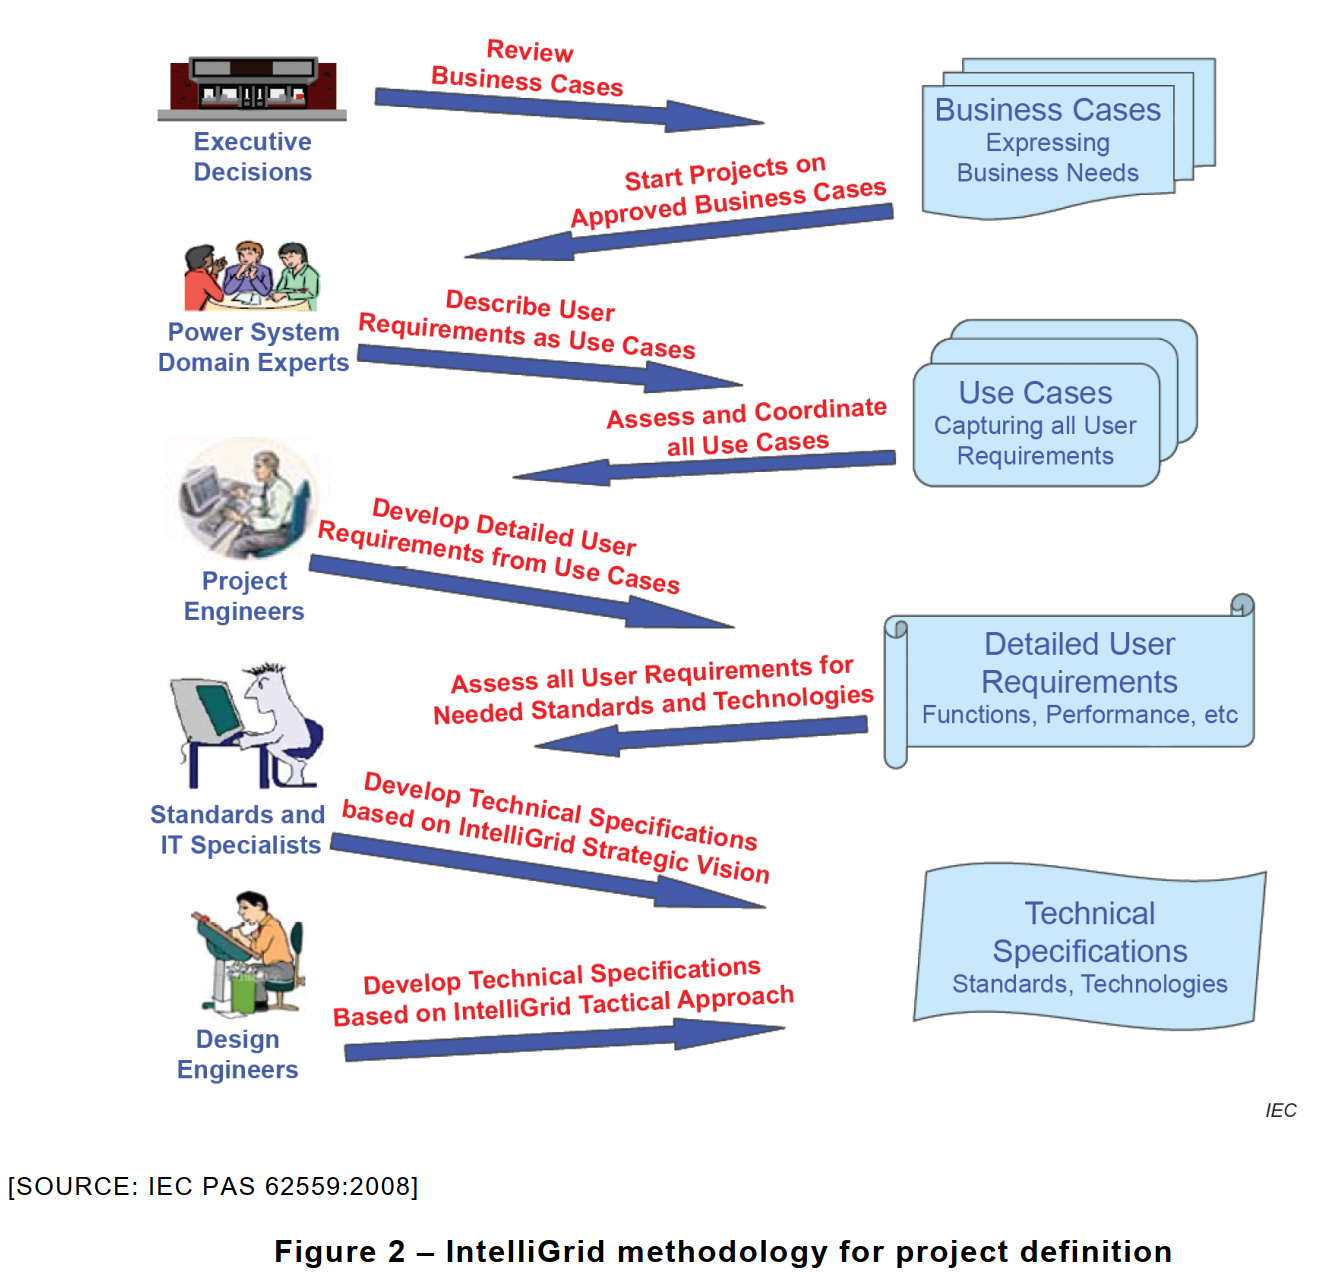 Review
Business Cases
Executive
Decisions
Business Cases
Expressing
Business Needs
Start Projects on
Approved Business Cases
Power System
Domain Experts
Describe User
Requirements as Use Cases
Use Cases
Capturing all User
Requirements
Assess and Coordinate
all Use Cases
Project
Engineers
Develop Detailed User
Requirements from Use Cases
Detailed User
Requirements
Functions, Performance, etc
Assess all User Requirements for
Needed Standards and Technologies
Standards and
IT Specialists
Develop Technical Specifications
based on IntelliGrid Strategic Vision
Technical
Specifications
Standards, Technologies
Design
Engineers
Develop Technical Specifications
Based on IntelliGrid Tactical Approach
IEC
[SOURCE: IEC PAS 62559:2008]
Figure 2 – IntelliGrid methodology for project definition